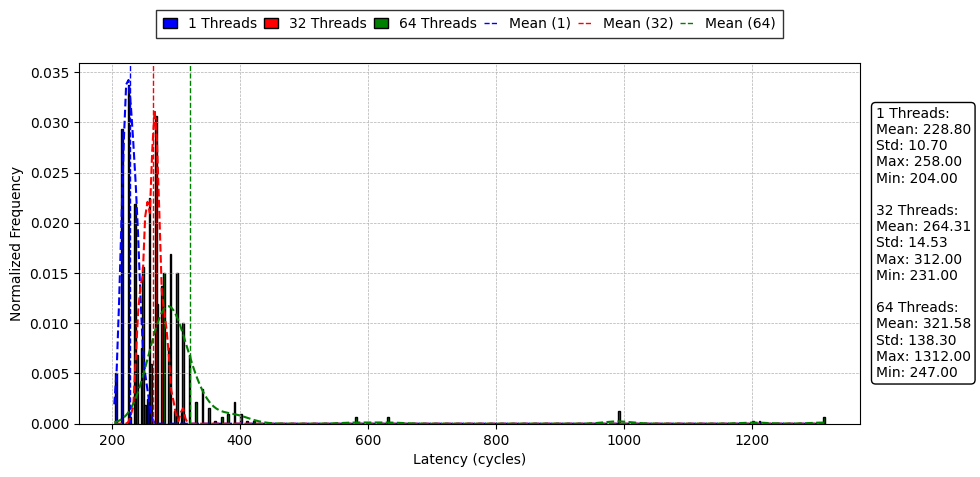 1 Threads 32 Threads 64 Threads Mean (1) Mean (32) Mean (64)
0.035
0.030
0.025
0.020
0.015
0.010
0.005
0.000
Normalized Frequency
200 400 600 800 1000 1200
Latency (cycles)
1 Threads:
Mean: 228.80
Std: 10.70
Max: 258.00
Min: 204.00
32 Threads:
Mean: 264.31
Std: 14.53
Max: 312.00
Min: 231.00
64 Threads:
Mean: 321.58
Std: 138.30
Max: 1312.00
Min: 247.00